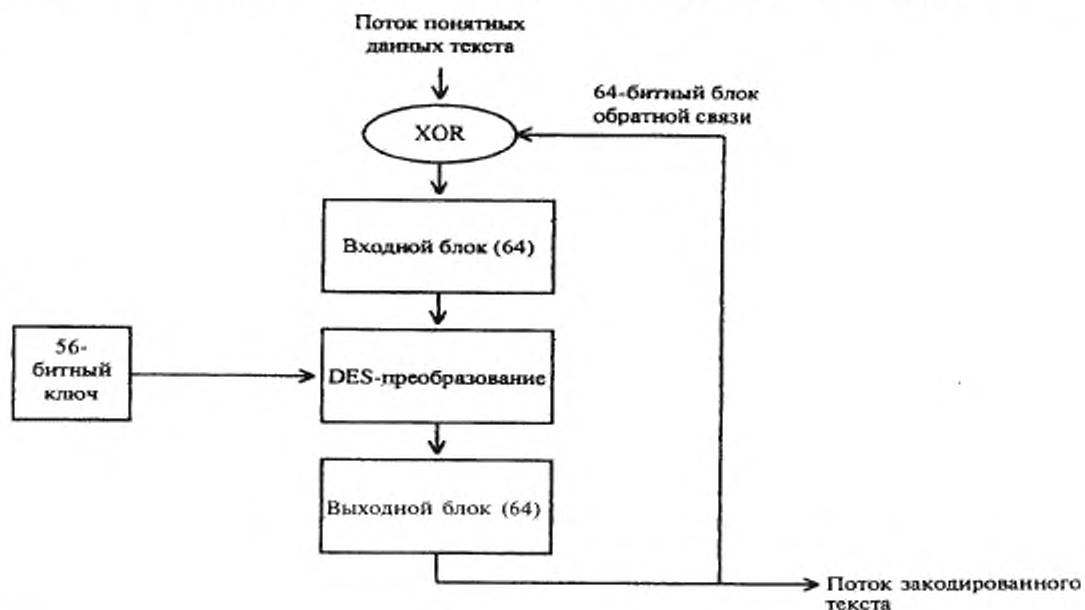 Поток понятных
данных текста
64-битный блок
обратной связи
XOR
Входной блок (64)
56-
битный
ключ
DES-преобразование
Выходной блок (64)
Поток закодированного
текста